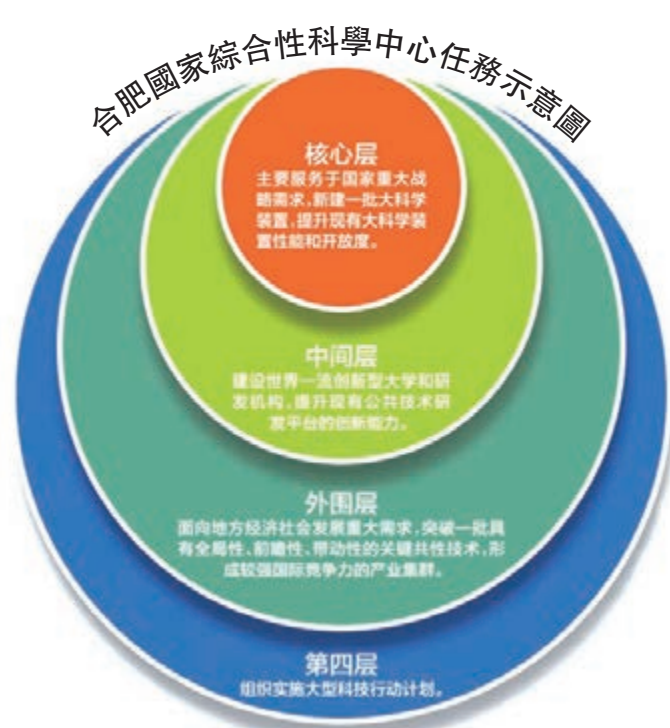 合肥國家綜合性科學中心任務示意圖
核心层
主要服务于国家重大战
略需求,新建一批大科学
装置,提升现有大科学装
置性能和开放度。
中间层
建设世界一流创新型大学和研
发机构,提升现有公共技术研
发平台的创新能力。
外围层
面向地方经济社会发展重大需求,突破一批具
有全局性、前瞻性、带动性的关键共性技术,形
成较强国际竞争力的产业集群。
第四层
组织实施大型科技行动计划。